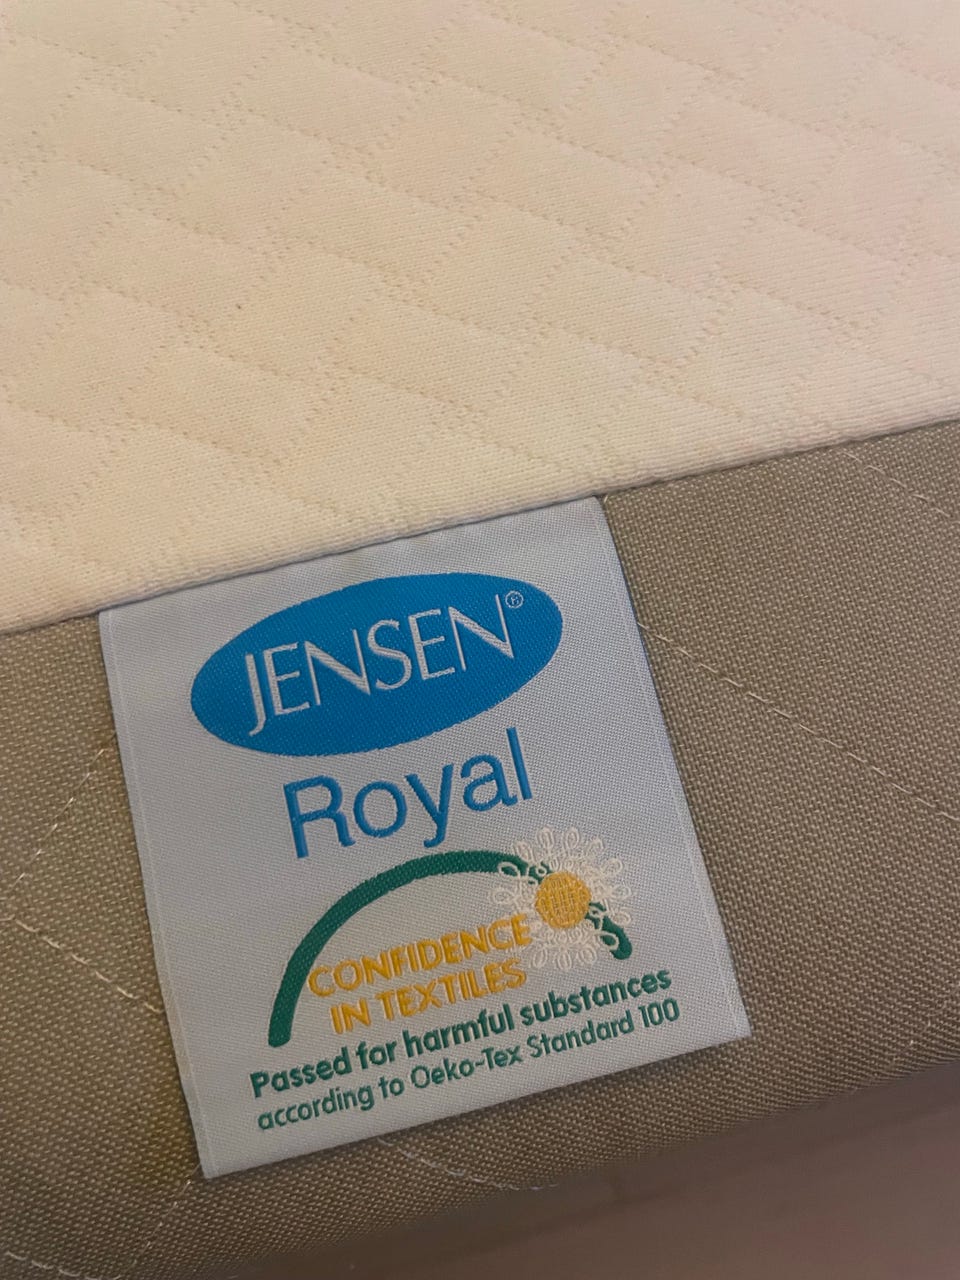 JENSEN®
Royal
CONFIDENCE
IN TEXTILES
Passed for harmful substances
according to Oeko-Tex Standard 100